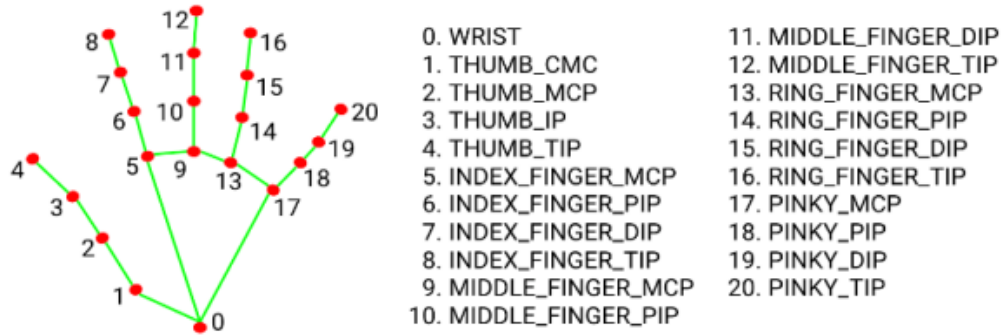 12
8
16
11
7
15
20
10
6
14
19
5
9
4
13
18
3
17
2
1
0
0. WRIST
1. THUMB_CMC
2. THUMB_MCP
3. THUMB_IP
4. THUMB_TIP
5. INDEX_FINGER_MCP
6. INDEX_FINGER_PIP
7. INDEX_FINGER_DIP
8. INDEX_FINGER_TIP
9. MIDDLE_FINGER_MCP
10. MIDDLE_FINGER_PIP
11. MIDDLE_FINGER_DIP
12. MIDDLE_FINGER_TIP
13. RING_FINGER_MCP
14. RING_FINGER_PIP
15. RING_FINGER_DIP
16. RING_FINGER_TIP
17. PINKY_MCP
18. PINKY_PIP
19. PINKY_DIP
20. PINKY_TIP